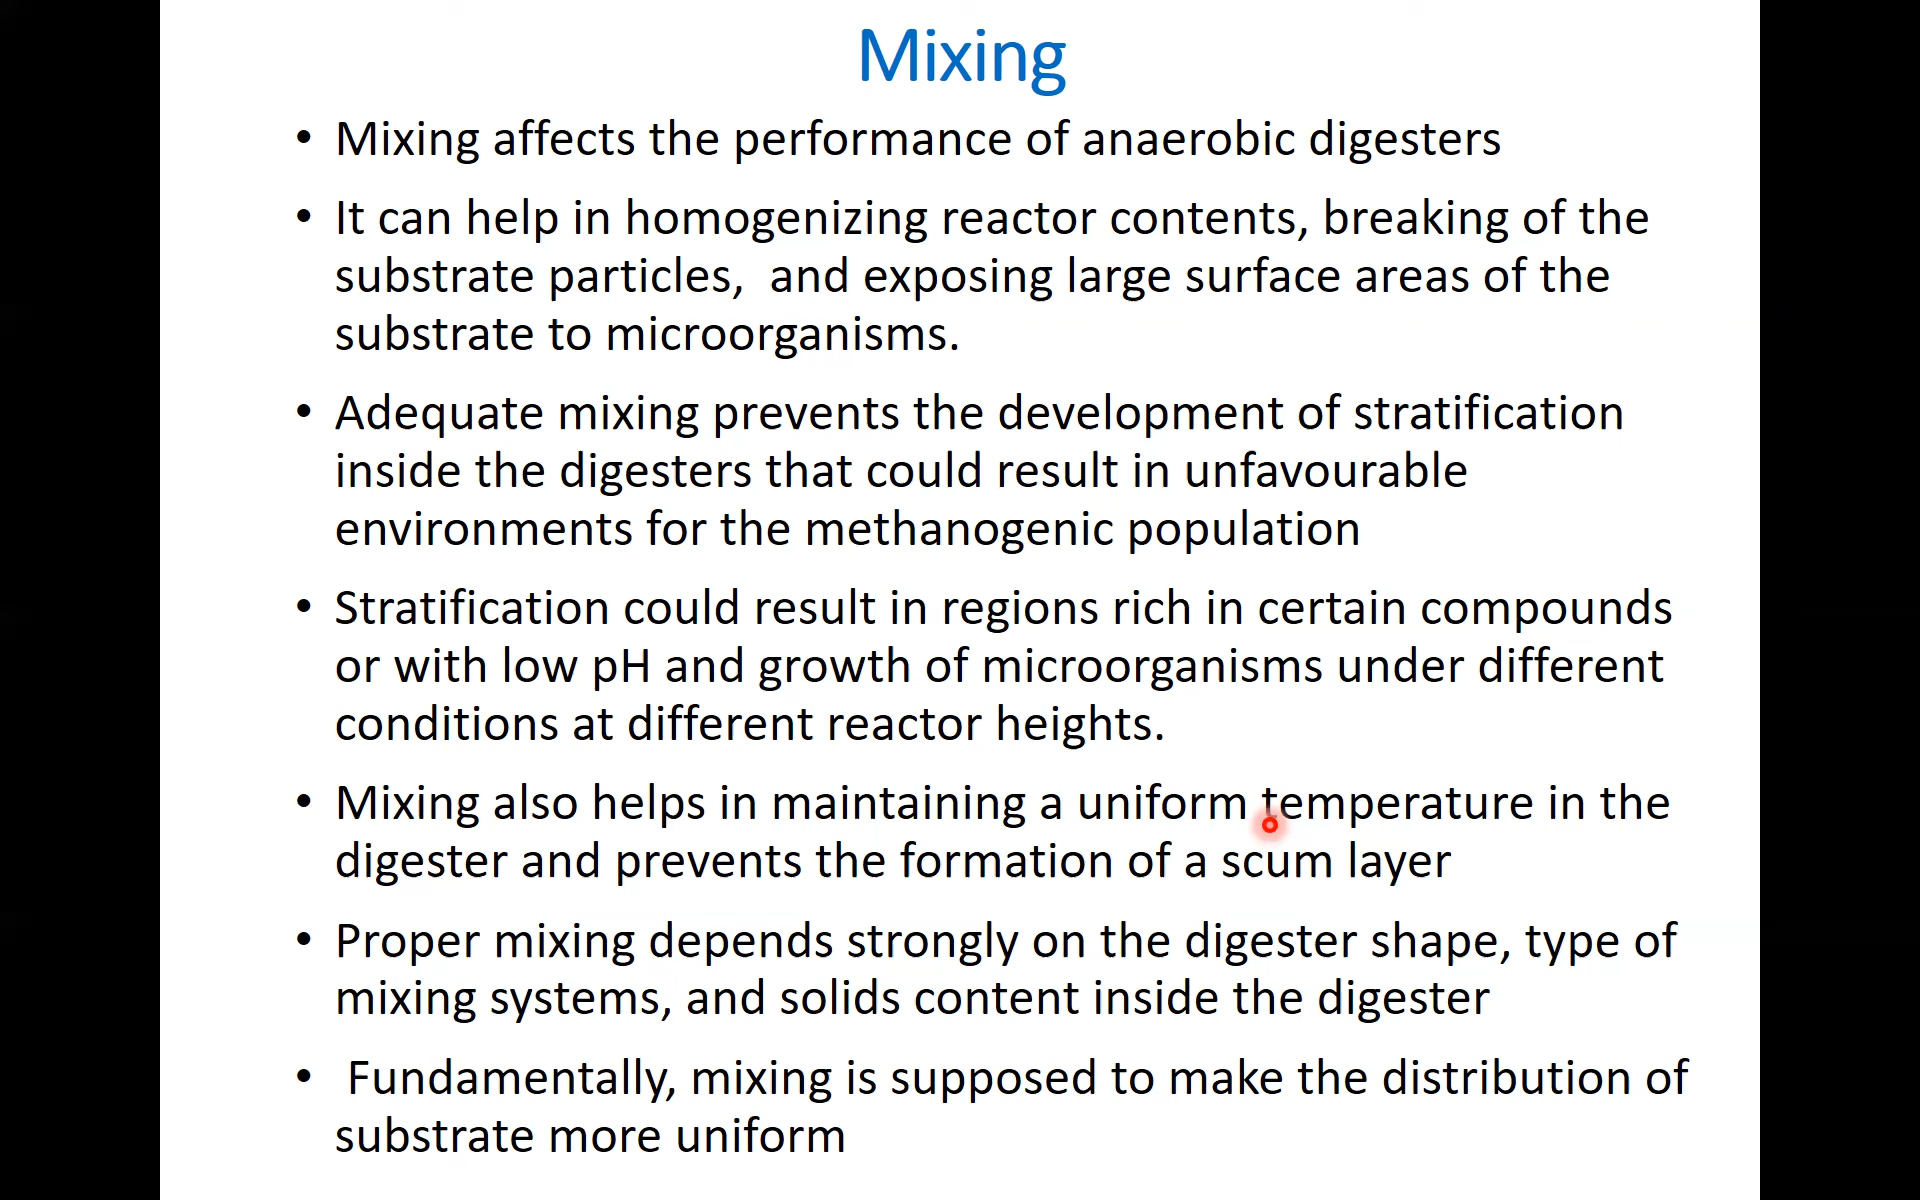 Mixing
• Mixing affects the performance of anaerobic digesters
• It can help in homogenizing reactor contents, breaking of the
substrate particles,  and exposing large surface areas of the
substrate to microorganisms.
• Adequate mixing prevents the development of stratification
inside the digesters that could result in unfavourable
environments for the methanogenic population
• Stratification could result in regions rich in certain compounds
or with low pH and growth of microorganisms under different
conditions at different reactor heights.
• Mixing also helps in maintaining a uniform temperature in the
digester and prevents the formation of a scum layer
• Proper mixing depends strongly on the digester shape, type of
mixing systems, and solids content inside the digester
•  Fundamentally, mixing is supposed to make the distribution of
substrate more uniform